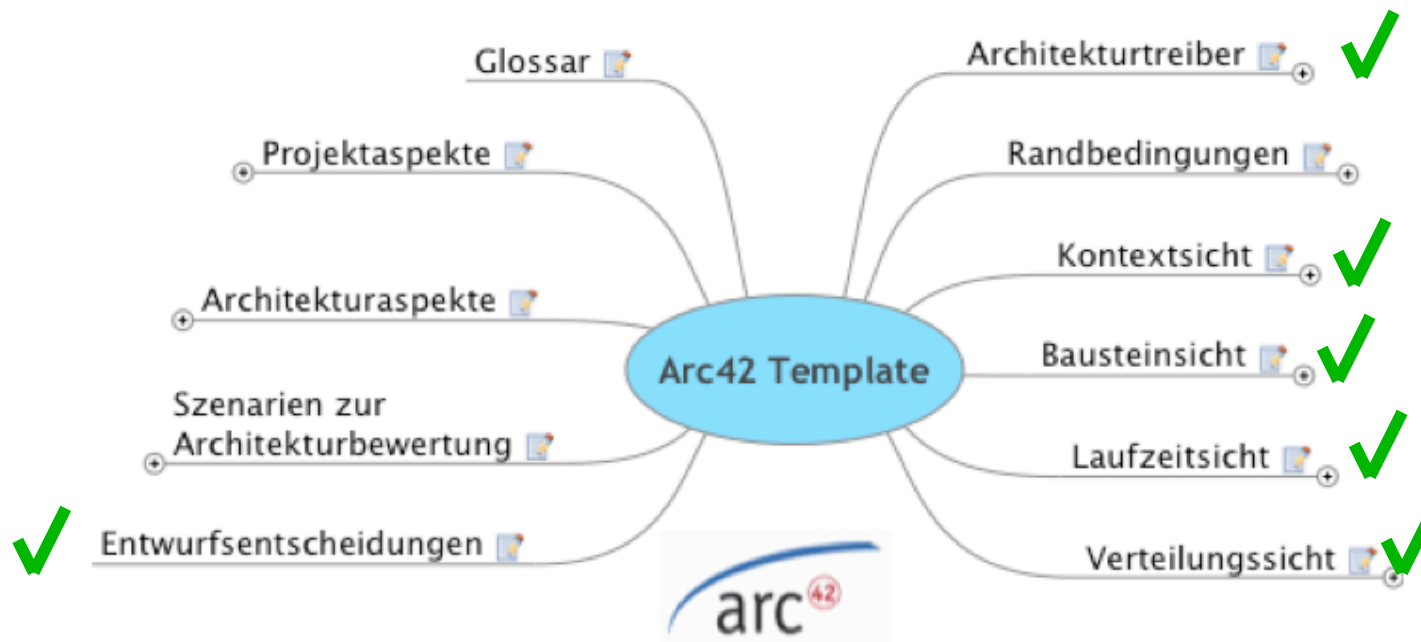 Glossar
Projektaspekte
Architekturaspekte
Szenarien zur
Architekturbewertung
Entwurfsentscheidungen
Arc42 Template
Architekturtreiber
Randbedingungen
Kontextsicht
Bausteinsicht
Laufzeitsicht
Verteilungssicht
arc 42